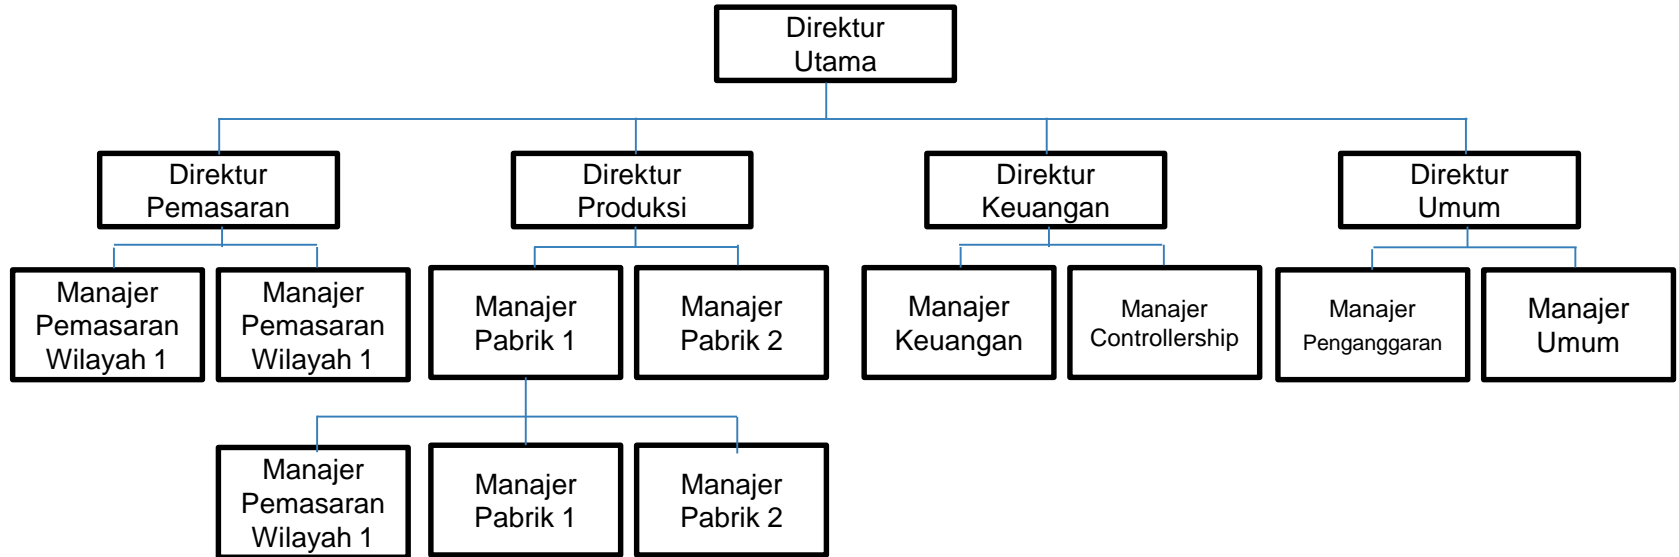 Direktur
Utama
Direktur
Pemasaran
Direktur
Produksi
Direktur
Keuangan
Direktur
Umum
Manajer
Pemasaran
Wilayah 1
Manajer
Pemasaran
Wilayah 1
Manajer
Pabrik 1
Manajer
Pabrik 2
Manajer
Keuangan
Manajer
Controllership
Manajer
Penganggaran
Manajer
Umum
Manajer
Pemasaran
Wilayah 1
Manajer
Pabrik 1
Manajer
Pabrik 2